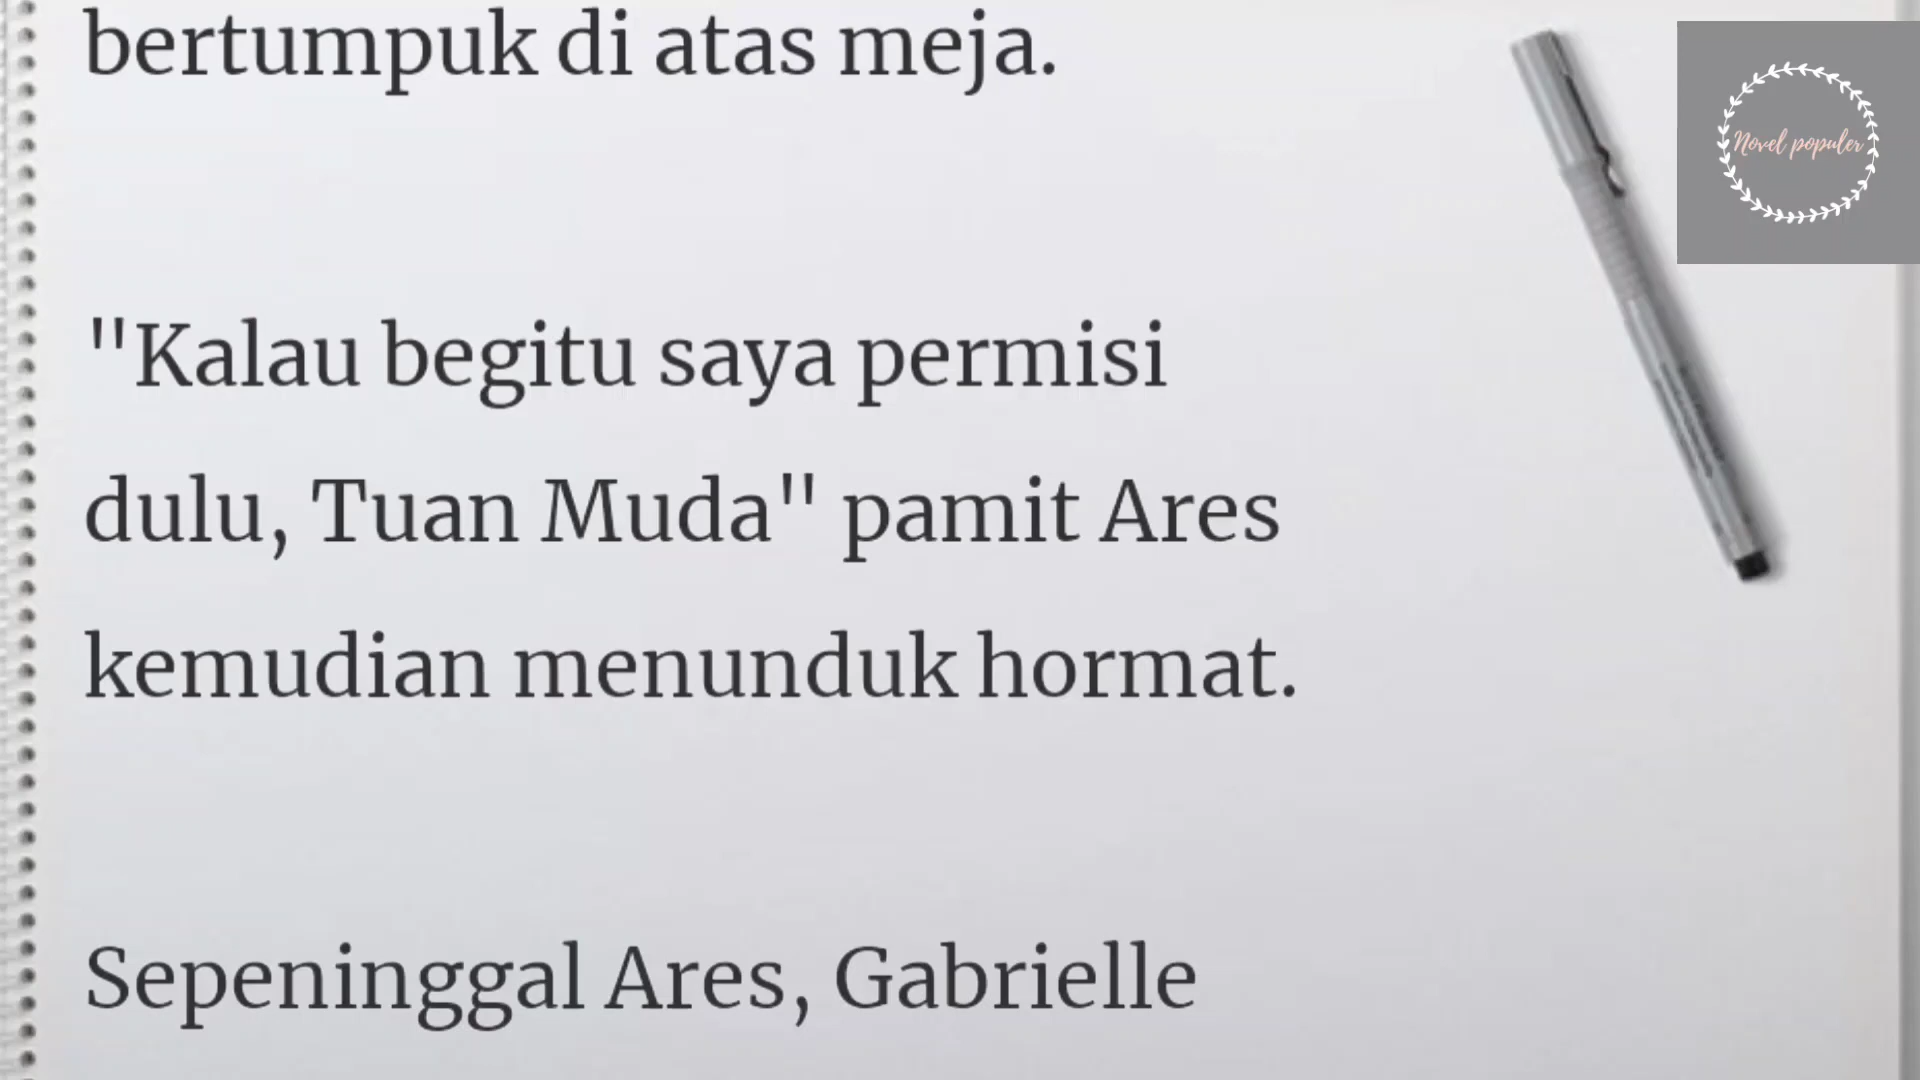 bertumpuk di atas meja.
"Kalau begitu saya permisi
dulu, Tuan Muda" pamit Ares
kemudian menunduk hormat.
Sepeninggal Ares, Gabrielle
Novel populer